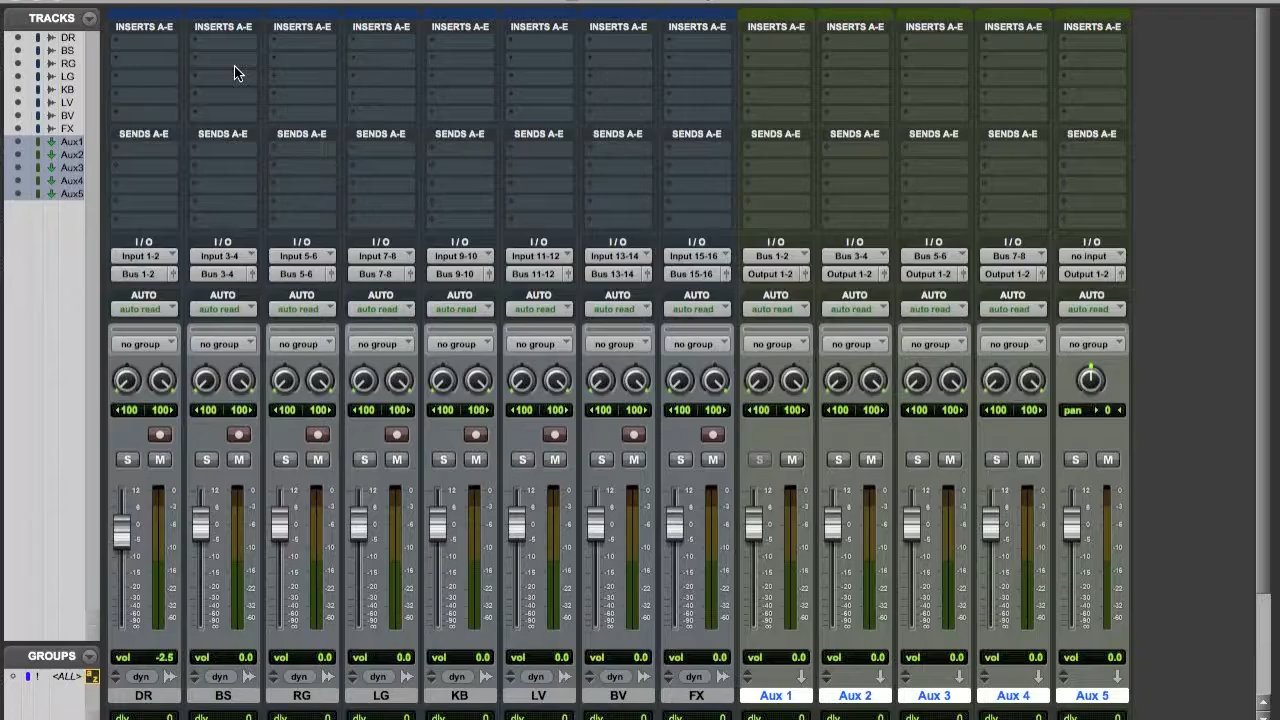 TRACKS
DR
BS
RG
LG
KB
LV
BV
FX
Aux1
Aux2
Aux3
Aux4
Aux5
GROUPS
! <ALL> a z
INSERTS A-E INSERTS A-E INSERTS A-E INSERTS A-E INSERTS A-E INSERTS A-E INSERTS A-E INSERTS A-E INSERTS A-E INSERTS A-E INSERTS A-E INSERTS A-E INSERTS A-E
SENDS A-E SENDS A-E SENDS A-E SENDS A-E SENDS A-E SENDS A-E SENDS A-E SENDS A-E SENDS A-E SENDS A-E SENDS A-E SENDS A-E SENDS A-E
I / O I / O I / O I / O I / O I / O I / O I / O I / O I / O I / O I / O I / O
Input 1-2 Input 3-4 Input 5-6 Input 7-8 Input 9-10 Input 11-12 Input 13-14 Input 15-16 Bus 1-2 Bus 3-4 Bus 5-6 Bus 7-8 no input
Bus 1-2 Bus 3-4 Bus 5-6 Bus 7-8 Bus 9-10 Bus 11-12 Bus 13-14 Bus 15-16 Output 1-2 Output 1-2 Output 1-2 Output 1-2 Output 1-2
AUTO AUTO AUTO AUTO AUTO AUTO AUTO AUTO AUTO AUTO AUTO AUTO AUTO
auto read auto read auto read auto read auto read auto read auto read auto read auto read auto read auto read auto read auto read
no group no group no group no group no group no group no group no group no group no group no group no group no group
100 100 100 100 100 100 100 100 100 100 100 100 100 100 100 100 100 100 100 100 100 100 100 100 pan 0
S M S M S M S M S M S M S M S M S M S M S M S M S M
vol -2.5 vol 0.0 vol 0.0 vol 0.0 vol 0.0 vol 0.0 vol 0.0 vol 0.0 vol 0.0 vol 0.0 vol 0.0 vol 0.0 vol 0.0
dyn dyn dyn dyn dyn dyn dyn dyn
DR BS RG LG KB LV BV FX Aux 1 Aux 2 Aux 3 Aux 4 Aux 5